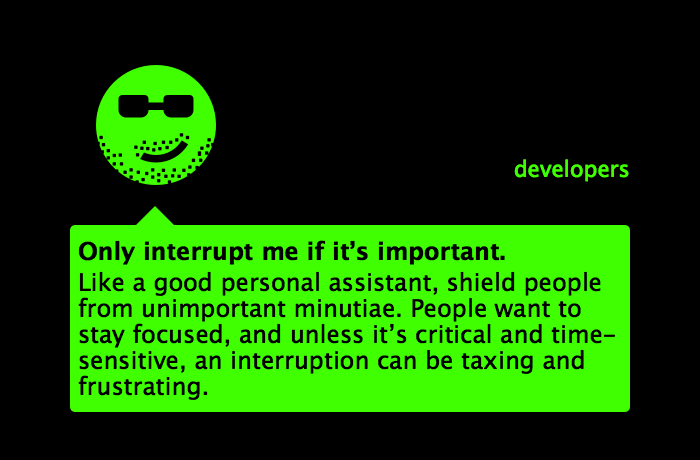 developers
Only interrupt me if it’s important.
Like a good personal assistant, shield people
from unimportant minutiae. People want to
stay focused, and unless it’s critical and time–
sensitive, an interruption can be taxing and
frustrating.